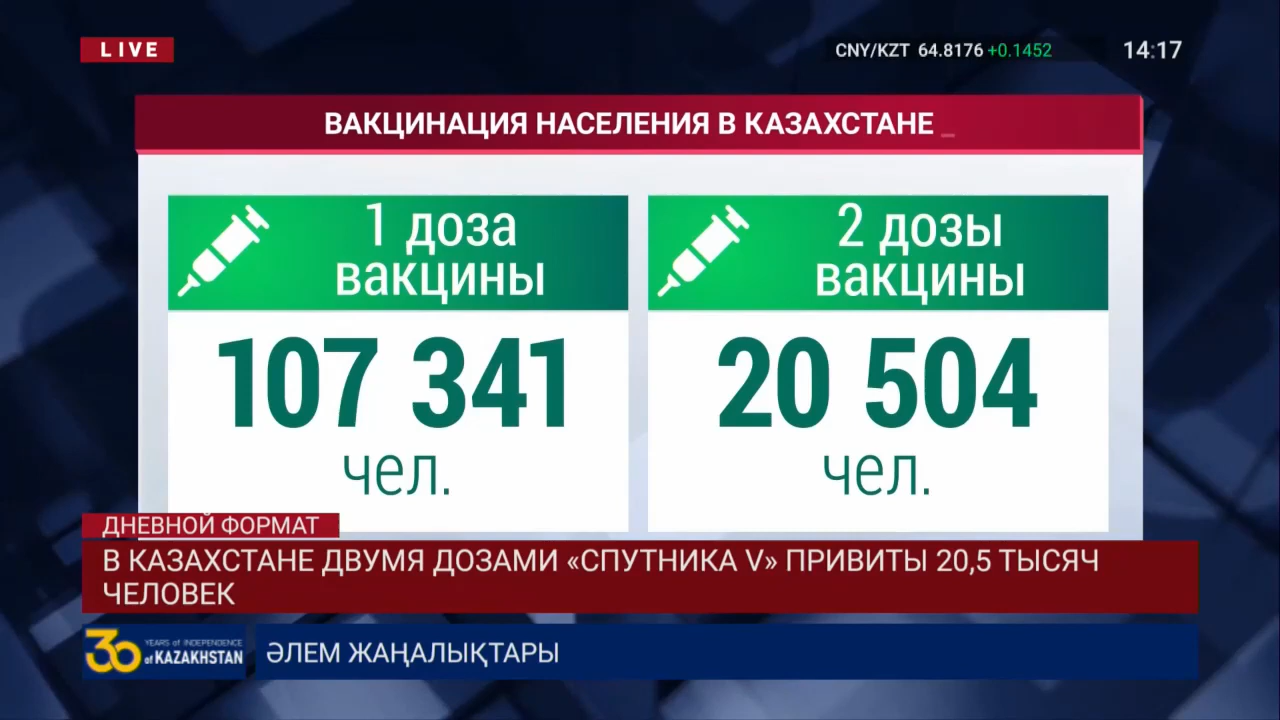 LIVE
CNY/KZT 64.8176 +0.1452
14:17
ВАКЦИНАЦИЯ НАСЕЛЕНИЯ В КАЗАХСТАНЕ _
1 доза
вакцины
107 341
чел.
2 дозы
вакцины
20 504
чел.
ДНЕВНОЙ ФОРМАТ
В КАЗАХСТАНЕ ДВУМЯ ДОЗАМИ «СПУТНИКА V» ПРИВИТЫ 20,5 ТЫСЯЧ
ЧЕЛОВЕК
30
YEARS of INDEPENDENCE
of KAZAKHSTAN
ӘЛЕМ ЖАҢАЛЫҚТАРЫ